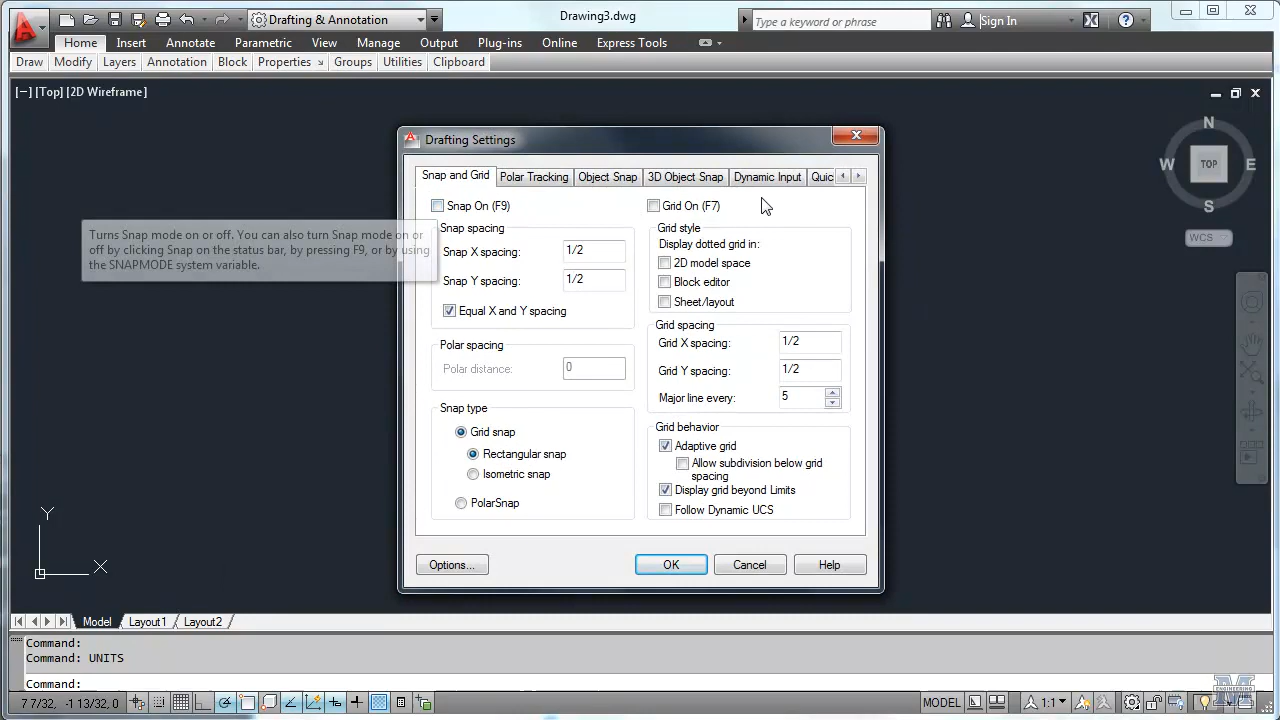 Drafting & Annotation
Drawing3.dwg
Type a keyword or phrase
Sign In
Home
Insert
Annotate
Parametric
View
Manage
Output
Plug-ins
Online
Express Tools
Draw
Modify
Layers
Annotation
Block
Properties
Groups
Utilities
Clipboard
[−] [Top] [2D Wireframe]
N
W
TOP
E
S
WCS
Drafting Settings
Snap and Grid
Polar Tracking
Object Snap
3D Object Snap
Dynamic Input
Quic
Snap On (F9)
Grid On (F7)
Turns Snap mode on or off. You can also turn Snap mode on or
off by clicking Snap on the status bar, by pressing F9, or by using
the SNAPMODE system variable.
Snap spacing
Snap X spacing: 1/2
Snap Y spacing: 1/2
Equal X and Y spacing
Polar spacing
Polar distance: 0
Snap type
Grid snap
Rectangular snap
Isometric snap
PolarSnap
Grid style
Display dotted grid in:
2D model space
Block editor
Sheet/layout
Grid spacing
Grid X spacing: 1/2
Grid Y spacing: 1/2
Major line every: 5
Grid behavior
Adaptive grid
Allow subdivision below grid
spacing
Display grid beyond Limits
Follow Dynamic UCS
Options...
OK
Cancel
Help
Y
X
Model
Layout1
Layout2
Command:
Command: UNITS
Command:
7 7/32, -1 13/32, 0
MODEL
1:1
ENGINEERING